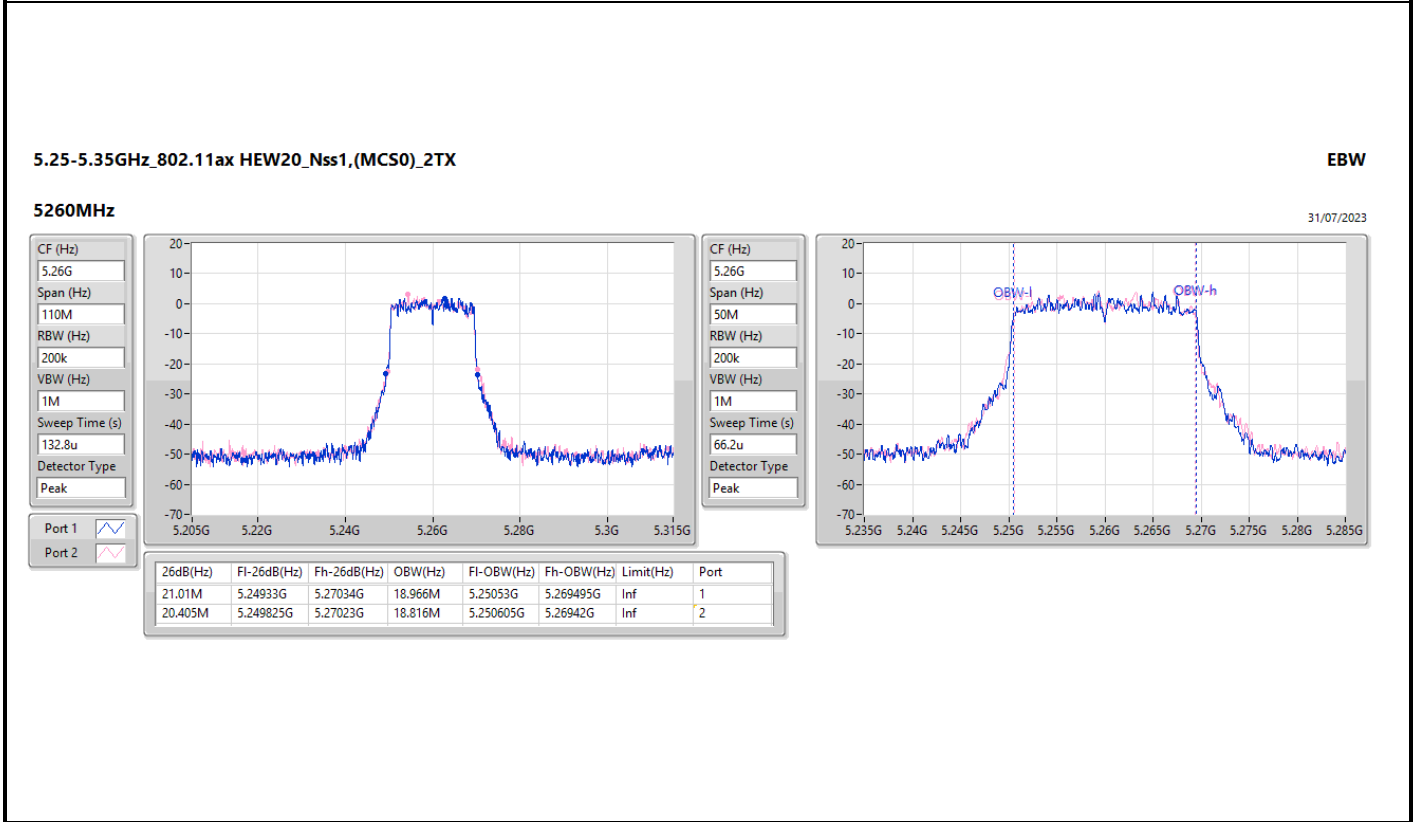 5.25-5.35GHz_802.11ax HEW20_Nss1,(MCS0)_2TX
EBW
5260MHz
31/07/2023
CF (Hz)
5.26G
Span (Hz)
110M
RBW (Hz)
200k
VBW (Hz)
1M
Sweep Time (s)
132.8u
Detector Type
Peak
Port 1
Port 2
20
10
0
-10
-20
-30
-40
-50
-60
-70
5.205G 5.22G 5.24G 5.26G 5.28G 5.3G 5.315G
CF (Hz)
5.26G
Span (Hz)
50M
RBW (Hz)
200k
VBW (Hz)
1M
Sweep Time (s)
66.2u
Detector Type
Peak
20
10
0
-10
-20
-30
-40
-50
-60
-70
OBW-l OBW-h
5.235G 5.24G 5.245G 5.25G 5.255G 5.26G 5.265G 5.27G 5.275G 5.28G 5.285G
26dB(Hz) Fl-26dB(Hz) Fh-26dB(Hz) OBW(Hz) Fl-OBW(Hz) Fh-OBW(Hz) Limit(Hz) Port
21.01M 5.24933G 5.27034G 18.966M 5.25053G 5.269495G Inf 1
20.405M 5.249825G 5.27023G 18.816M 5.250605G 5.26942G Inf 2